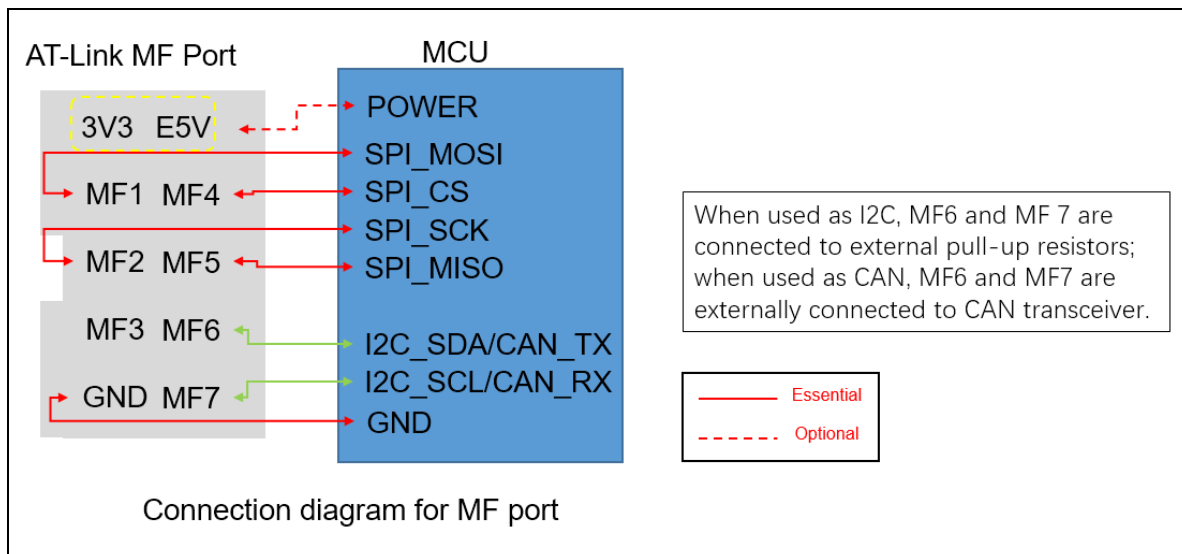 AT-Link MF Port
MCU
3V3 E5V
POWER
SPI_MOSI
MF1 MF4
SPI_CS
SPI_SCK
MF2 MF5
SPI_MISO
MF3 MF6
I2C_SDA/CAN_TX
GND MF7
I2C_SCL/CAN_RX
GND
When used as I2C, MF6 and MF 7 are
connected to external pull-up resistors;
when used as CAN, MF6 and MF7 are
externally connected to CAN transceiver.
Essential
Optional
Connection diagram for MF port